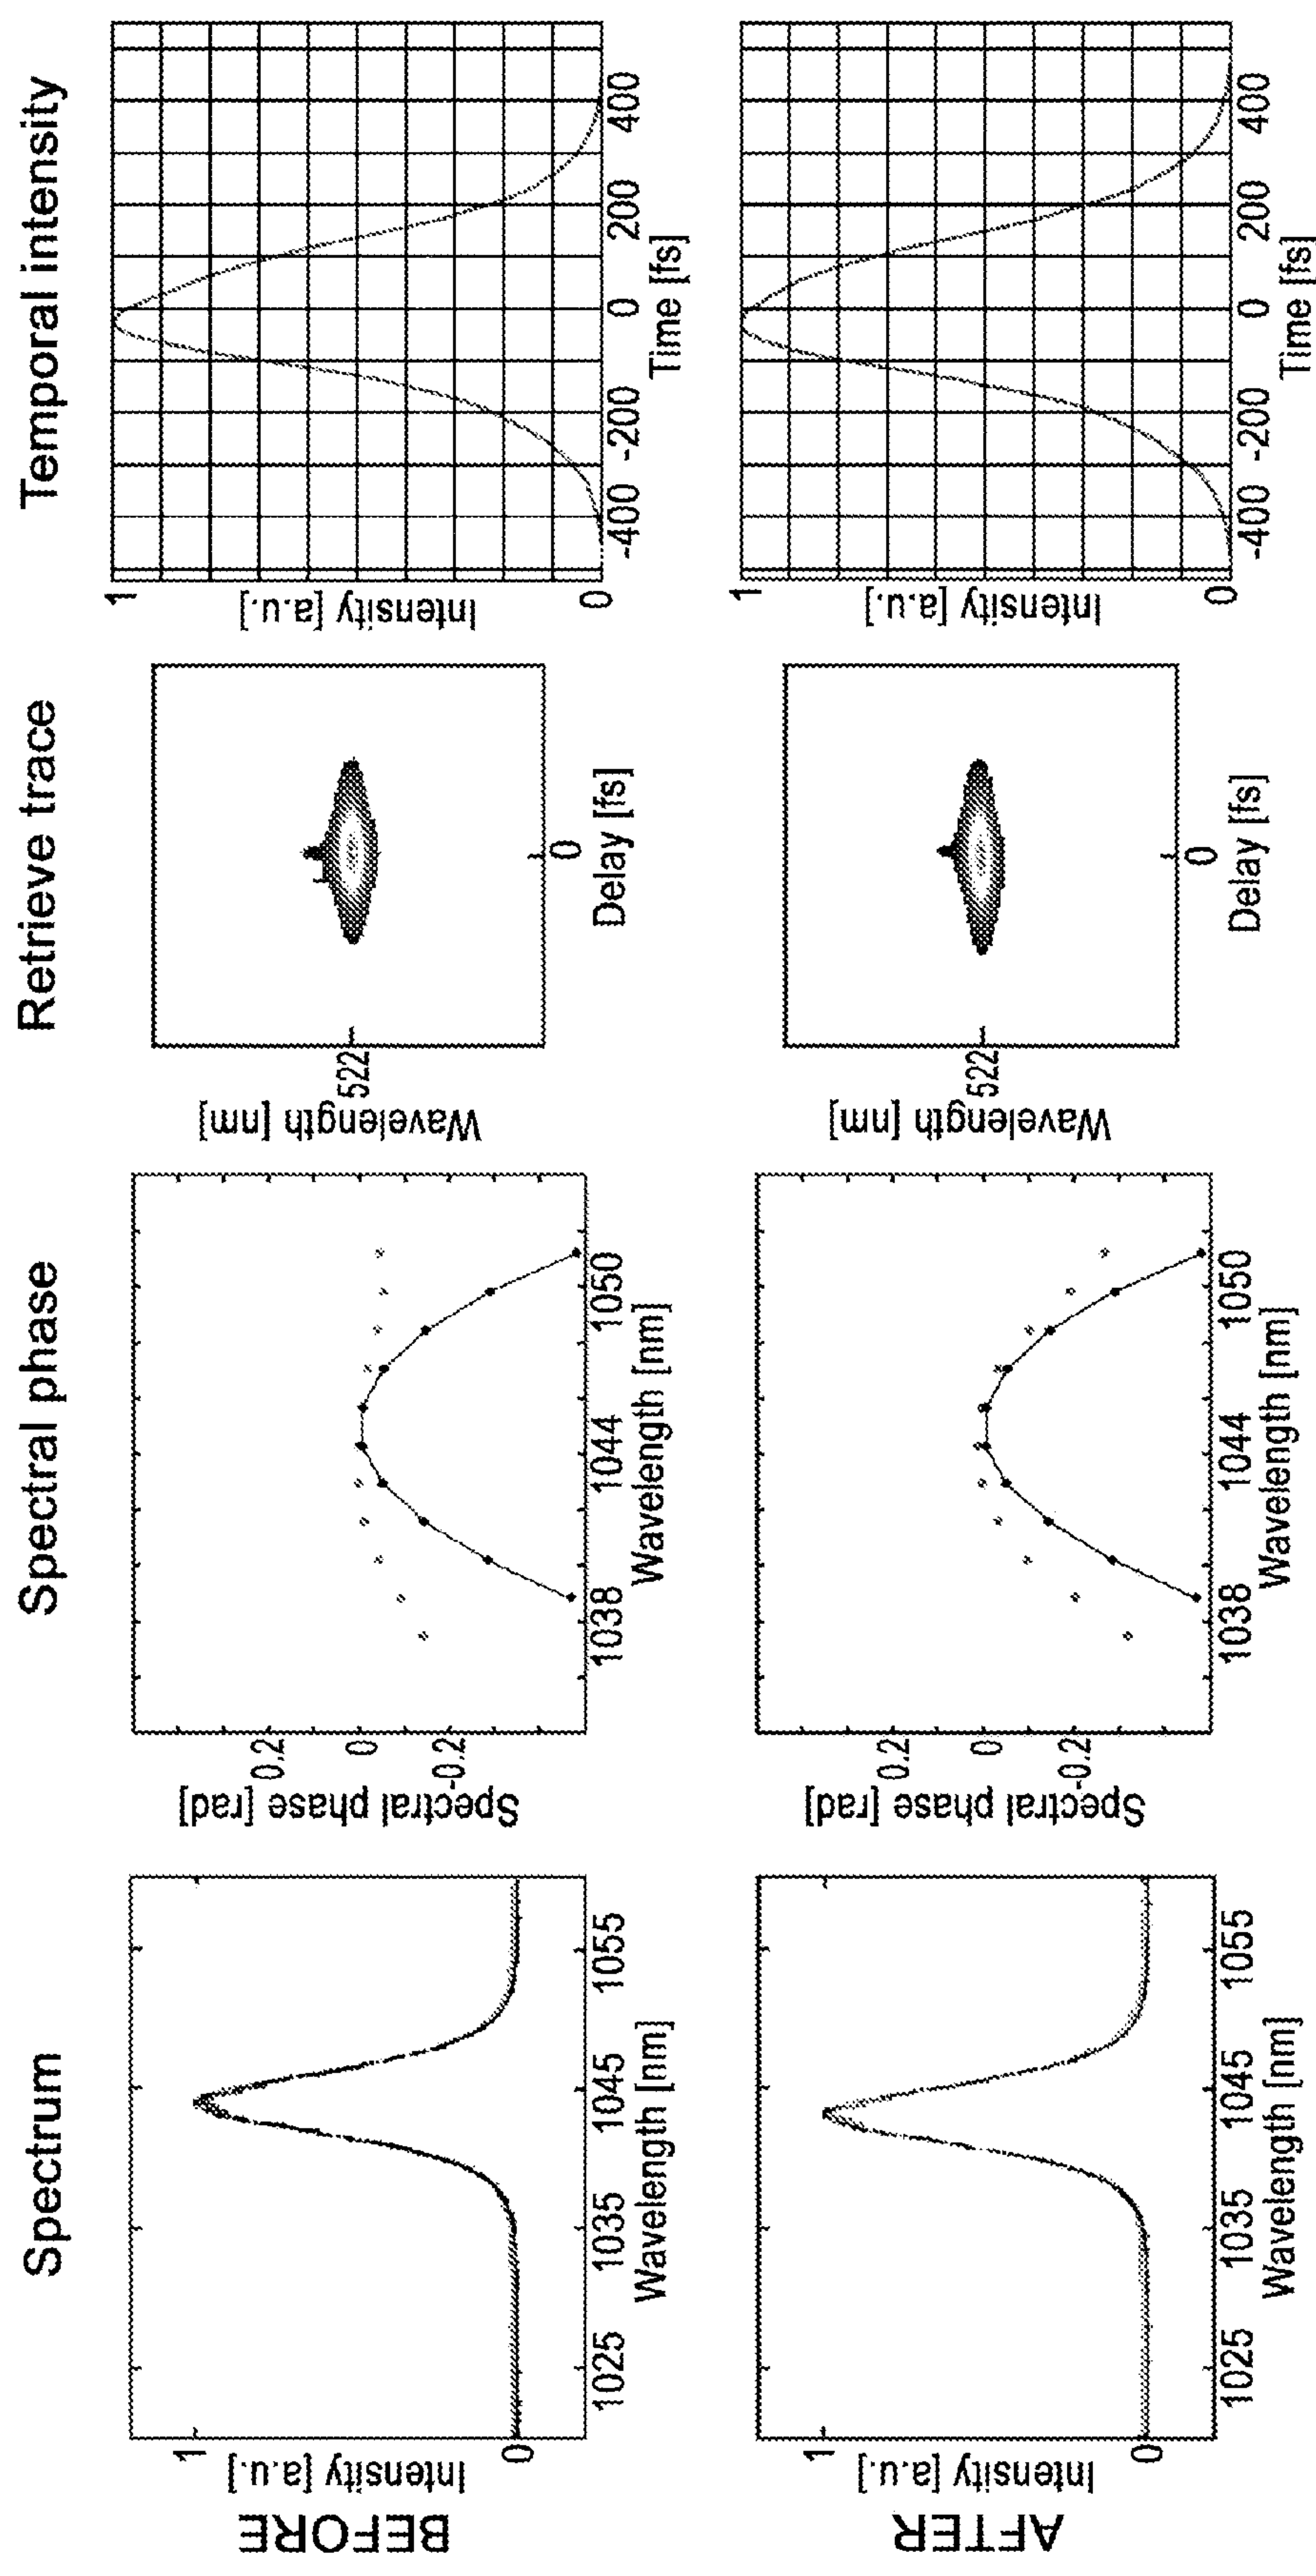 Spectrum
Spectral phase
Retrieve trace
Temporal intensity
BEFORE
Intensity [a.u.]
1
0
1025
1035
1045
1055
Wavelength [nm]
Spectral phase [rad]
0.2
0
-0.2
1038
1044
1050
Wavelength [nm]
Wavelength [nm]
522
0
Delay [fs]
Intensity [a.u.]
1
0
-400
-200
0
200
400
Time [fs]
AFTER
Intensity [a.u.]
1
0
1025
1035
1045
1055
Wavelength [nm]
Spectral phase [rad]
0.2
0
-0.2
1038
1044
1050
Wavelength [nm]
Wavelength [nm]
522
0
Delay [fs]
Intensity [a.u.]
1
0
-400
-200
0
200
400
Time [fs]